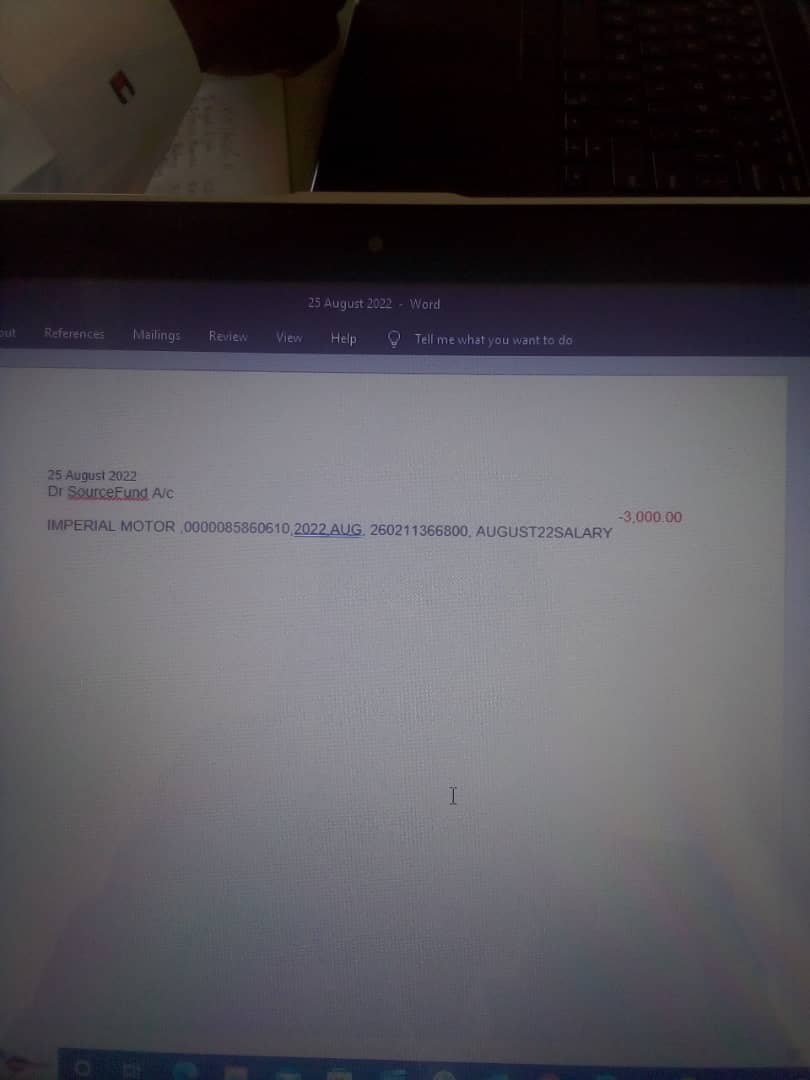 25 August 2022 - Word
out References Mailings Review View Help Tell me what you want to do
25 August 2022
Dr SourceFund A/c
-3,000.00
IMPERIAL MOTOR ,0000085860610,2022,AUG, 260211366800, AUGUST22SALARY